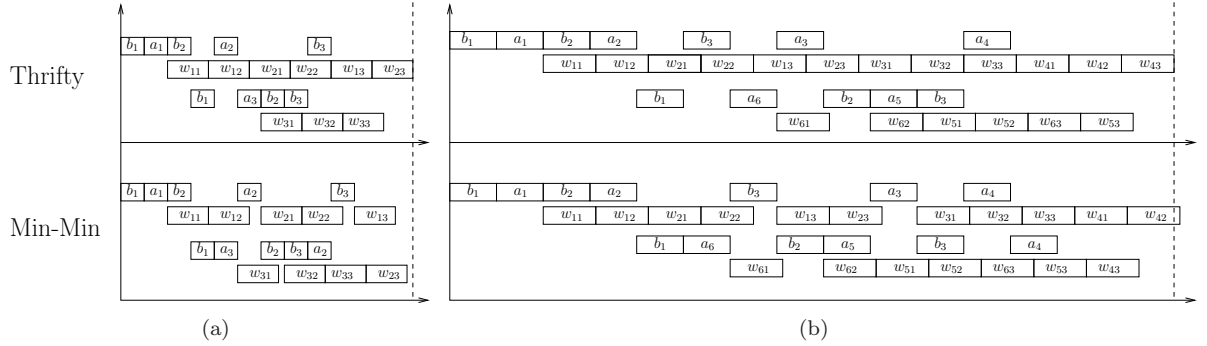 b₁ a₁ b₂ a₂ b₃ b₁ a₁ b₂ a₂ b₃ a₃ a₄
Thrifty w₁₁ w₁₂ w₂₁ w₂₂ w₁₃ w₂₃ w₁₁ w₁₂ w₂₁ w₂₂ w₁₃ w₂₃ w₃₁ w₃₂ w₃₃ w₄₁ w₄₂ w₄₃
b₁ a₃ b₂ b₃ b₁ a₆ b₂ a₅ b₃
w₃₁ w₃₂ w₃₃ w₆₁ w₆₂ w₅₁ w₅₂ w₆₃ w₅₃
b₁ a₁ b₂ a₂ b₃ b₁ a₁ b₂ a₂ b₃ a₃ a₄
Min-Min w₁₁ w₁₂ w₂₁ w₂₂ w₁₃ w₁₁ w₁₂ w₂₁ w₂₂ w₁₃ w₂₃ w₃₁ w₃₂ w₃₃ w₄₁ w₄₂
b₁ a₃ b₂ b₃ a₂ b₁ a₆ b₂ a₅ b₃ a₄
w₃₁ w₃₂ w₃₃ w₂₃ w₆₁ w₆₂ w₅₁ w₅₂ w₆₃ w₅₃ w₄₃
(a) (b)